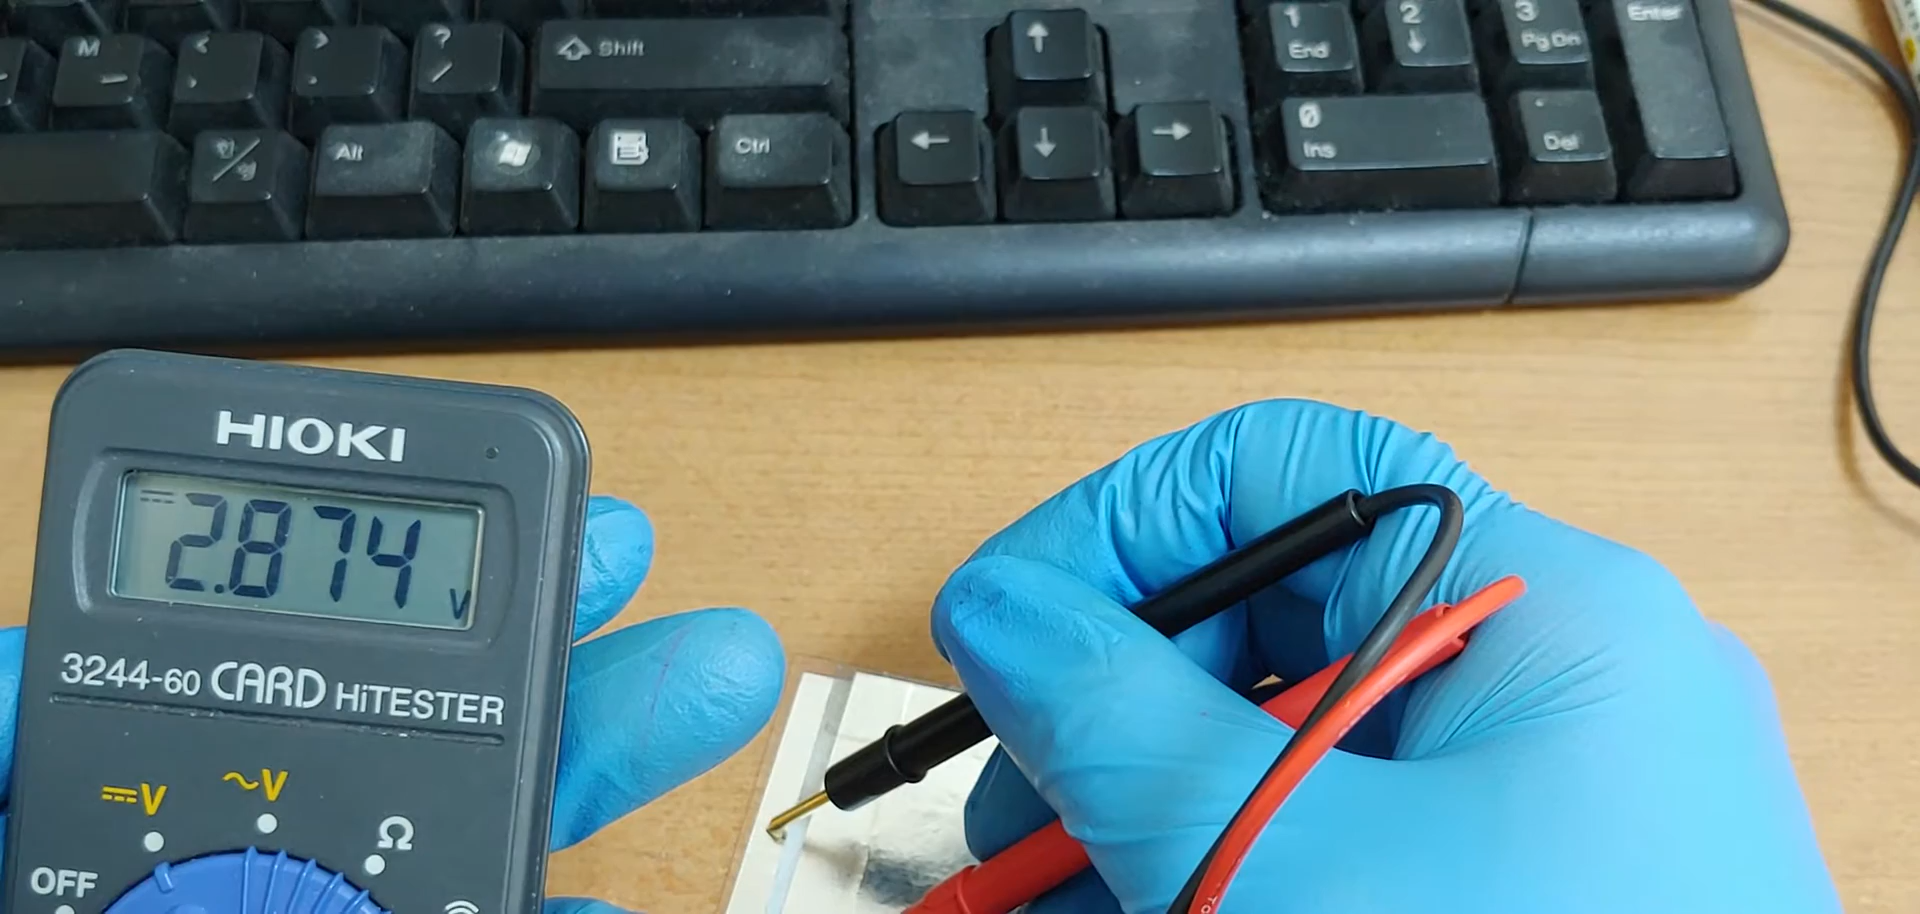 M
<
>
?
/
Shift
Alt
Ctrl
1
End
2
3
Pg Dn
Enter
0
Ins
Del
HIOKI
2.874 V
3244-60 CARD HiTESTER
V
~V
Ω
OFF